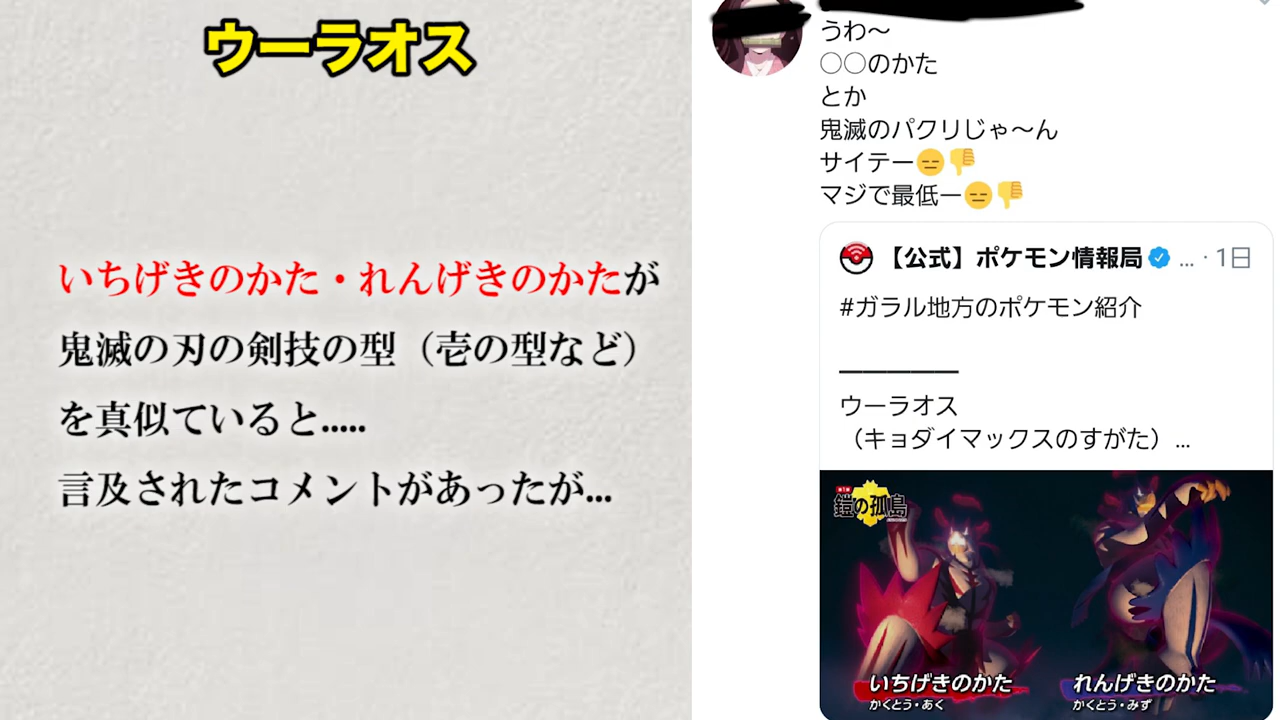 ウーラオス
いちげきのかた・れんげきのかたが
鬼滅の刃の剣技の型（壱の型など）
を真似ていると.....
言及されたコメントがあったが...
うわ〜
○○のかた
とか
鬼滅のパクリじゃ〜ん
サイテー😑👎
マジで最低ー😑👎
【公式】ポケモン情報局 ... · 1日
#ガラル地方のポケモン紹介
ウーラオス
（キョダイマックスのすがた）...
鎧の孤島
いちげきのかた
かくとう・あく
れんげきのかた
かくとう・みず